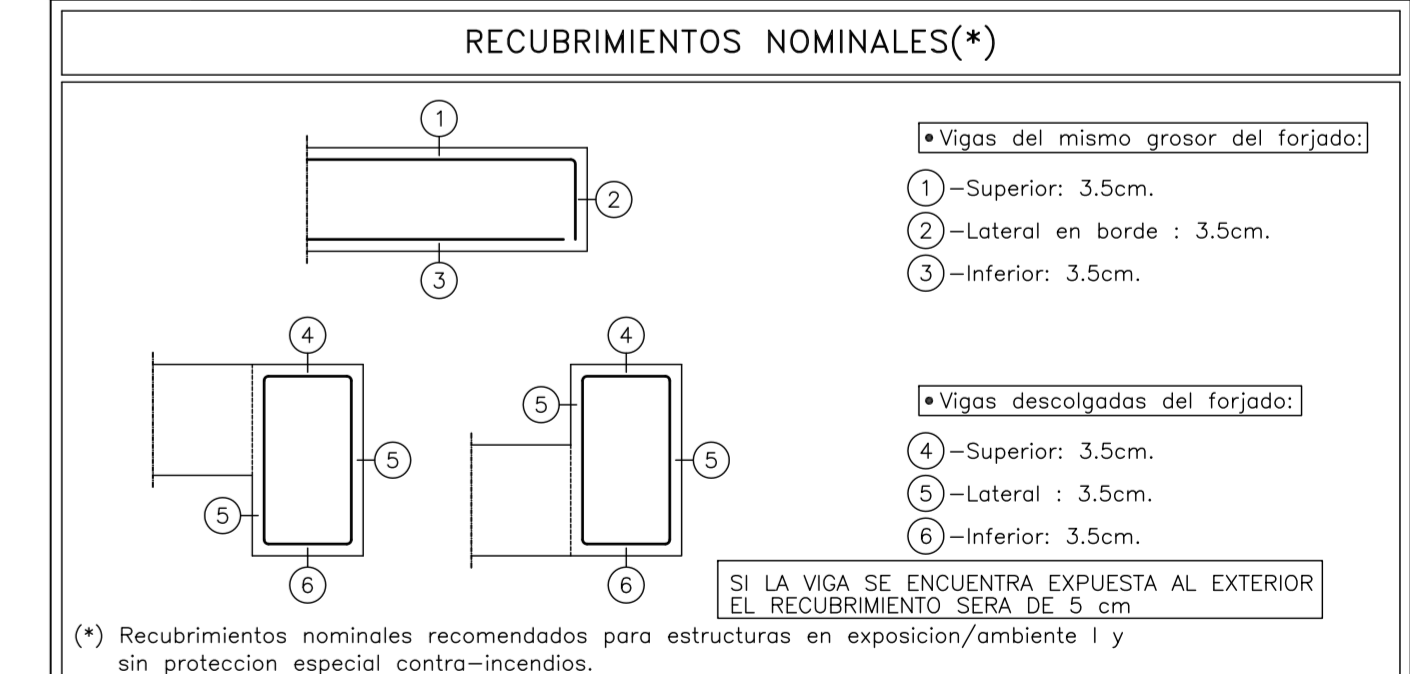 RECUBRIMIENTOS NOMINALES(*)
1
2
3
• Vigas del mismo grosor del forjado:
1 -Superior: 3.5cm.
2 -Lateral en borde : 3.5cm.
3 -Inferior: 3.5cm.
4
5
5
6
4
5
5
6
• Vigas descolgadas del forjado:
4 -Superior: 3.5cm.
5 -Lateral : 3.5cm.
6 -Inferior: 3.5cm.
SI LA VIGA SE ENCUENTRA EXPUESTA AL EXTERIOR
EL RECUBRIMIENTO SERA DE 5 cm
(*) Recubrimientos nominales recomendados para estructuras en exposicion/ambiente I y
sin proteccion especial contra-incendios.